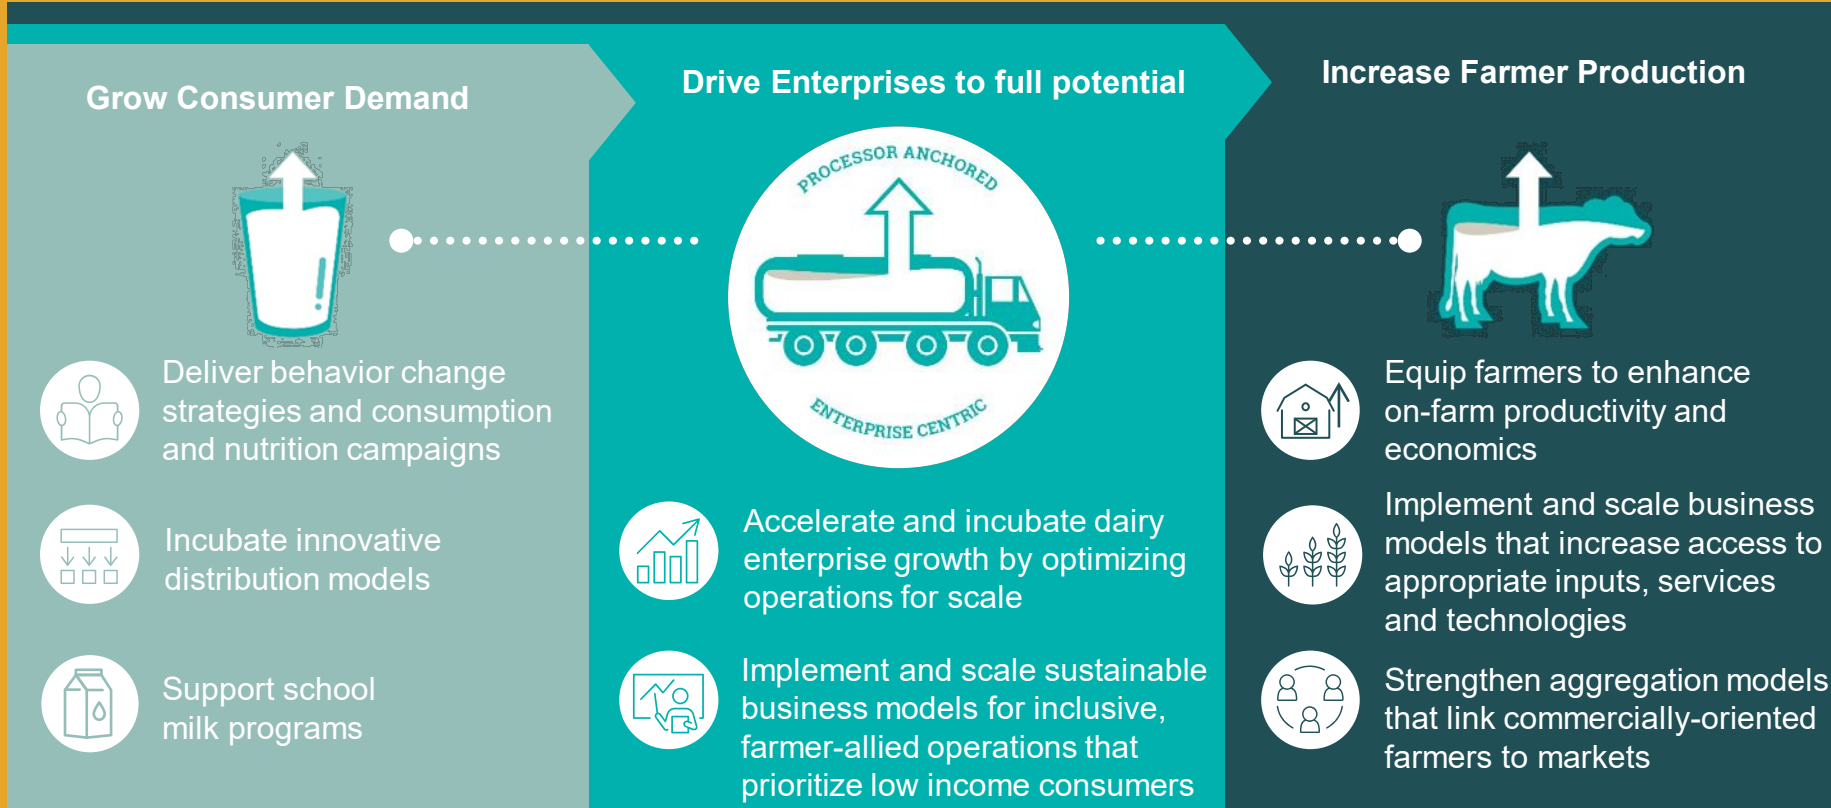 Grow Consumer Demand
Deliver behavior change
strategies and consumption
and nutrition campaigns
Incubate innovative
distribution models
Support school
milk programs
Drive Enterprises to full potential
PROCESSOR ANCHORED
ENTERPRISE CENTRIC
Accelerate and incubate dairy
enterprise growth by optimizing
operations for scale
Implement and scale sustainable
business models for inclusive,
farmer-allied operations that
prioritize low income consumers
Increase Farmer Production
Equip farmers to enhance
on-farm productivity and
economics
Implement and scale business
models that increase access to
appropriate inputs, services
and technologies
Strengthen aggregation models
that link commercially-oriented
farmers to markets